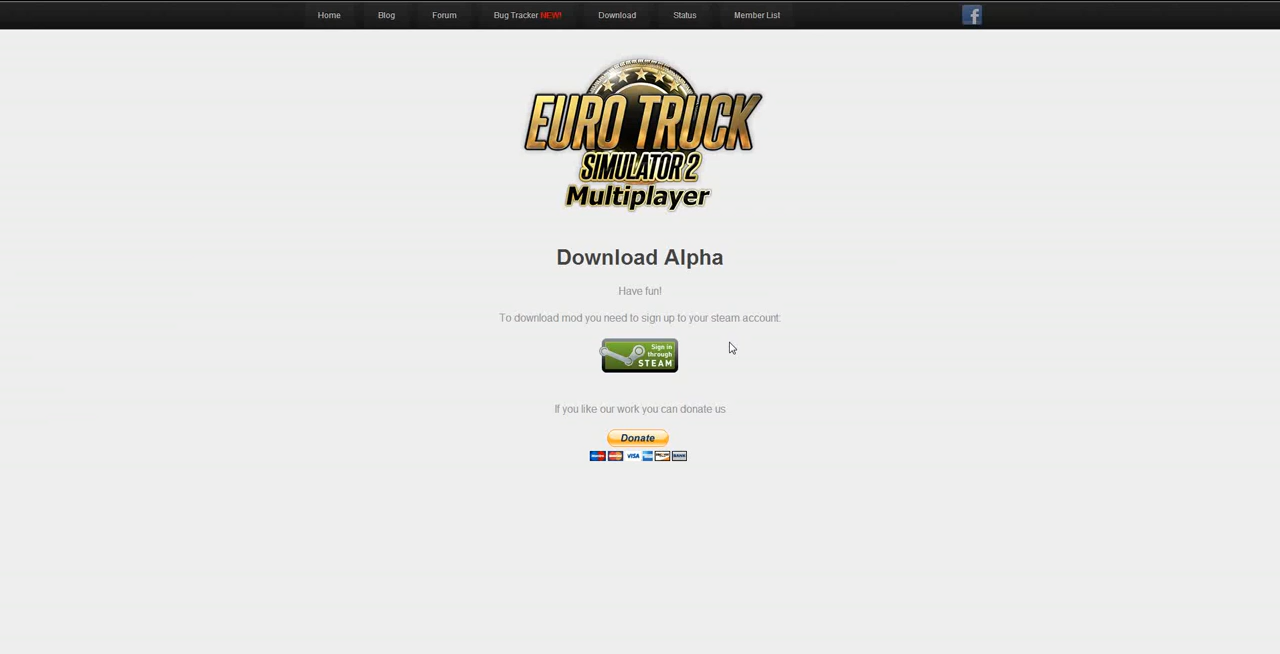 Home Blog Forum Bug Tracker NEW! Download Status Member List f
EURO TRUCK
SIMULATOR 2
Multiplayer
Download Alpha
Have fun!
To download mod you need to sign up to your steam account:
Sign in
through
STEAM
If you like our work you can donate us
Donate
VISA BANK